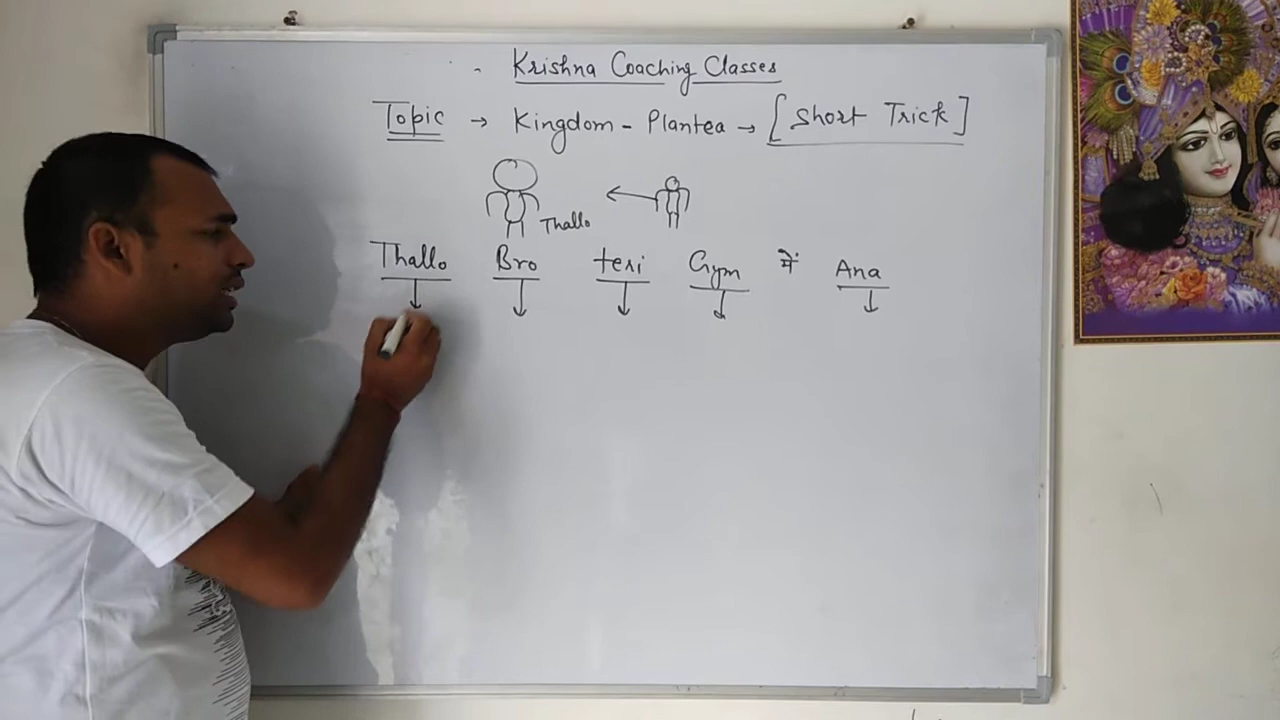 Krishna Coaching Classes
Topic → Kingdom - Plantea → [Short Trick]
Thallo
Thallo Bro teri Gym में Ana